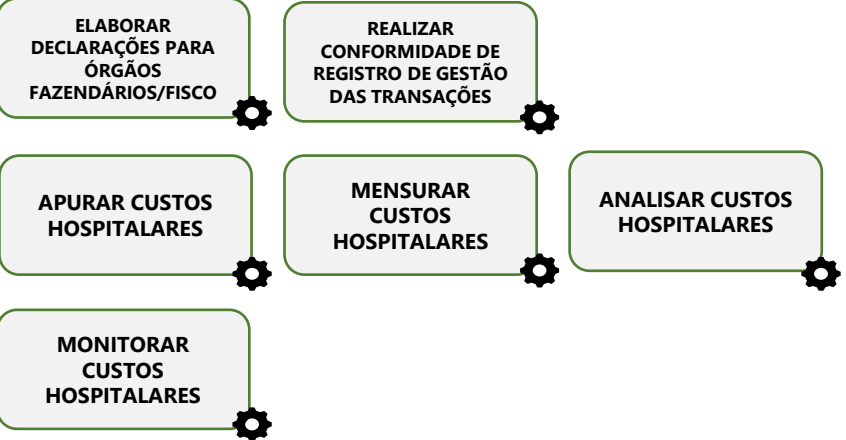 ELABORAR
DECLARAÇÕES PARA
ÓRGÃOS
FAZENDÁRIOS/FISCO
REALIZAR
CONFORMIDADE DE
REGISTRO DE GESTÃO
DAS TRANSAÇÕES
APURAR CUSTOS
HOSPITALARES
MENSURAR
CUSTOS
HOSPITALARES
ANALISAR CUSTOS
HOSPITALARES
MONITORAR
CUSTOS
HOSPITALARES